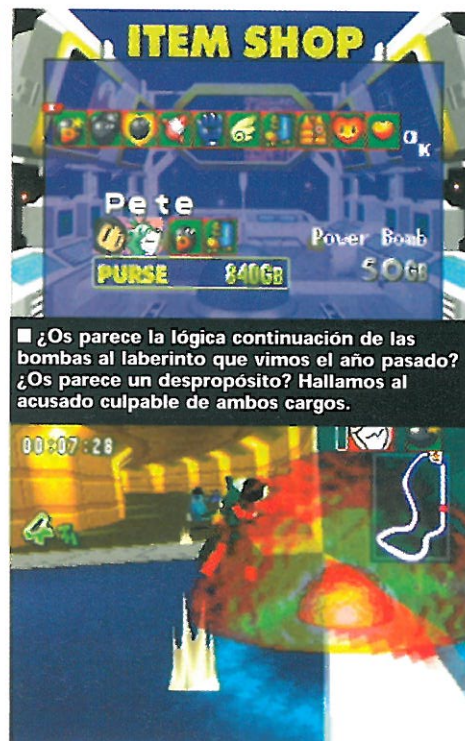 ITEM SHOP
OK
Pete
Power Bomb
PURSE 840GB
50GB
■ ¿Os parece la lógica continuación de las
bombas al laberinto que vimos el año pasado?
¿Os parece un despropósito? Hallamos al
acusado culpable de ambos cargos.
00:07:28
4th